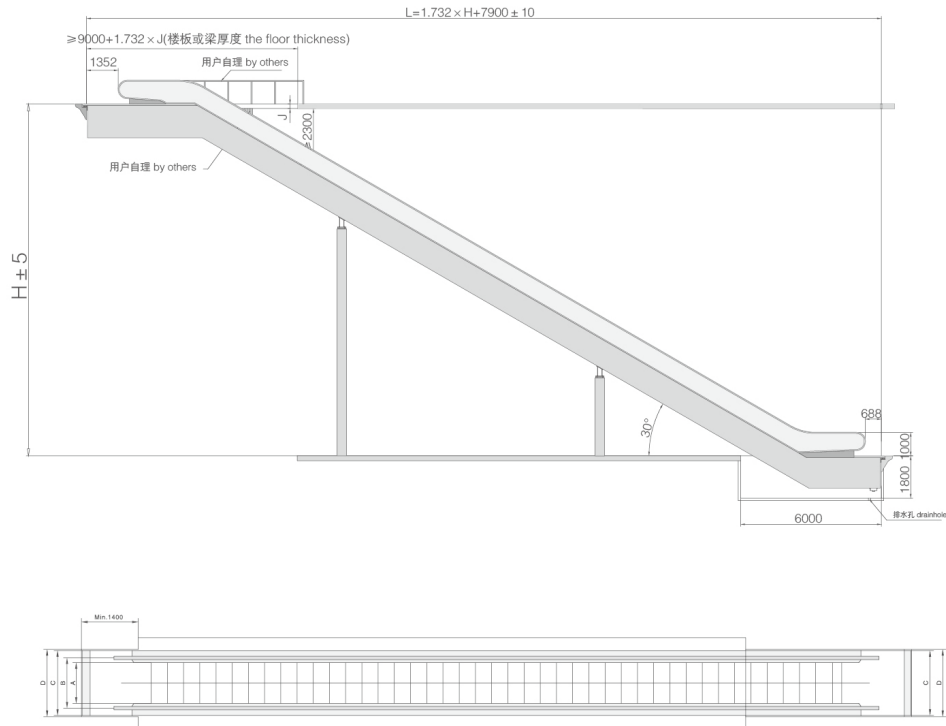 L=1.732×H+7900±10
≥9000+1.732×J(楼板或梁厚度 the floor thickness)
1352
用户自理 by others
J
≥2300
用户自理 by others
H±5
30°
688
1000
1800
6000
排水孔 drainhole
Min.1400
D
C
B
A
C
D